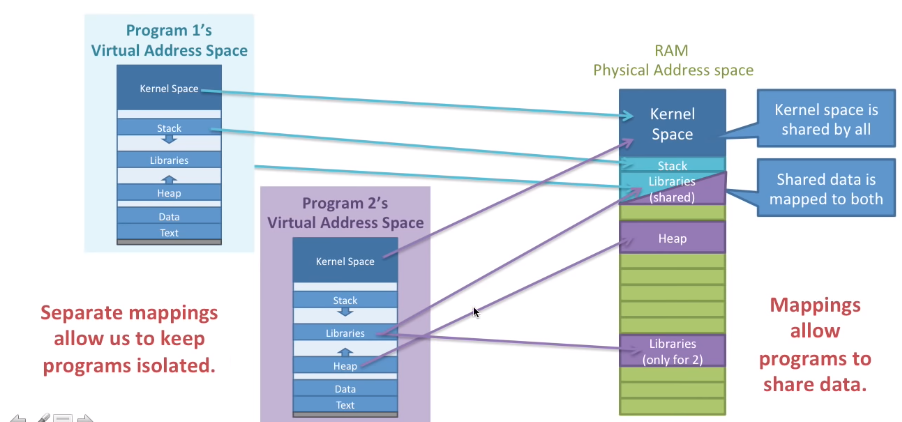 Program 1's
Virtual Address Space
Kernel Space
Stack
Libraries
Heap
Data
Text
Separate mappings
allow us to keep
programs isolated.
Program 2's
Virtual Address Space
Kernel Space
Stack
Libraries
Heap
Data
Text
RAM
Physical Address space
Kernel
Space
Stack
Libraries
(shared)
Heap
Libraries
(only for 2)
Kernel space is
shared by all
Shared data is
mapped to both
Mappings
allow
programs to
share data.